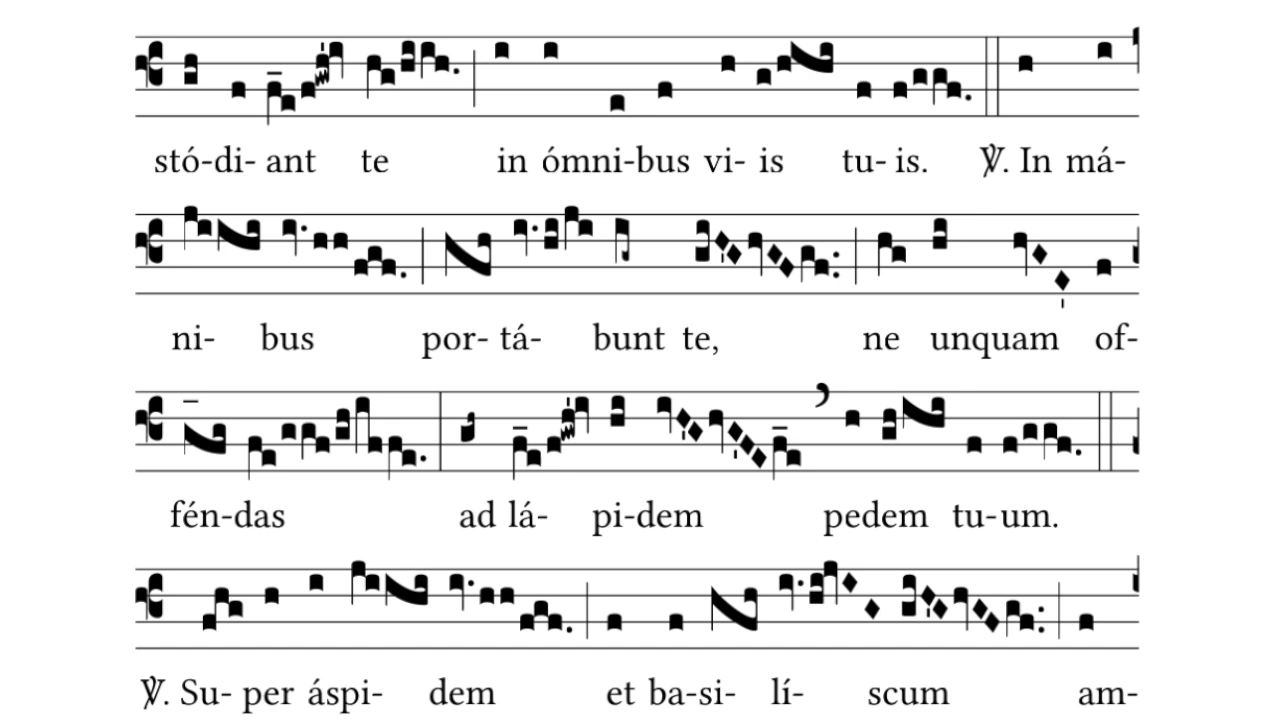 stó-di- ant te in ómni-bus vi- is tu- is. ℣. In má-
ni- bus por- tá- bunt te, ne unquam of-
fén-das ad lá- pi-dem pedem tu-um.
℣. Su- per áspi- dem et ba-si- lí- scum am-